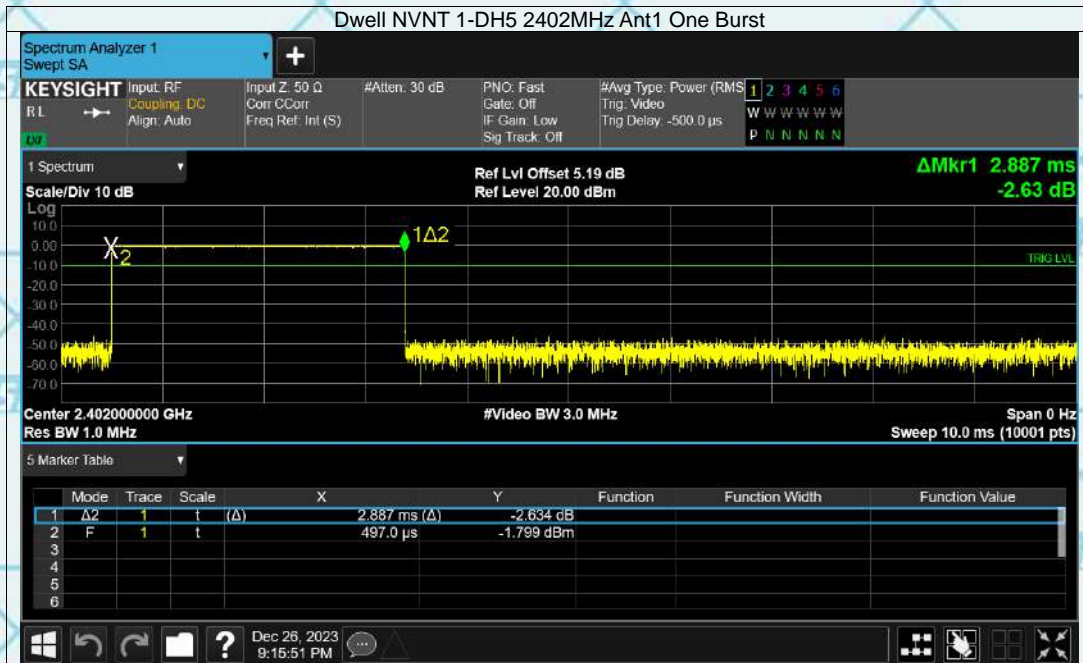 Dwell NVNT 1-DH5 2402MHz Ant1 One Burst
Spectrum Analyzer 1
Swept SA
+
KEYSIGHT
R L
LXI
Input: RF
Coupling: DC
Align: Auto
Input Z: 50 Ω
Corr CCorr
Freq Ref: Int (S)
#Atten: 30 dB
PNO: Fast
Gate: Off
IF Gain: Low
Sig Track: Off
#Avg Type: Power (RMS
Trig: Video
Trig Delay: -500.0 µs
1 2 3 4 5 6
W W W W W W
P N N N N N
1 Spectrum
Scale/Div 10 dB
Ref Lvl Offset 5.19 dB
Ref Level 20.00 dBm
ΔMkr1 2.887 ms
-2.63 dB
Log
10.0
0.00
-10.0
-20.0
-30.0
-40.0
-50.0
-60.0
-70.0
X2
1Δ2
TRIG LVL
Center 2.402000000 GHz
Res BW 1.0 MHz
#Video BW 3.0 MHz
Span 0 Hz
Sweep 10.0 ms (10001 pts)
5 Marker Table
Mode Trace Scale X Y Function Function Width Function Value
1 Δ2 1 t (Δ) 2.887 ms (Δ) -2.634 dB
2 F 1 t 497.0 µs -1.799 dBm
3
4
5
6
?
Dec 26, 2023
9:15:51 PM